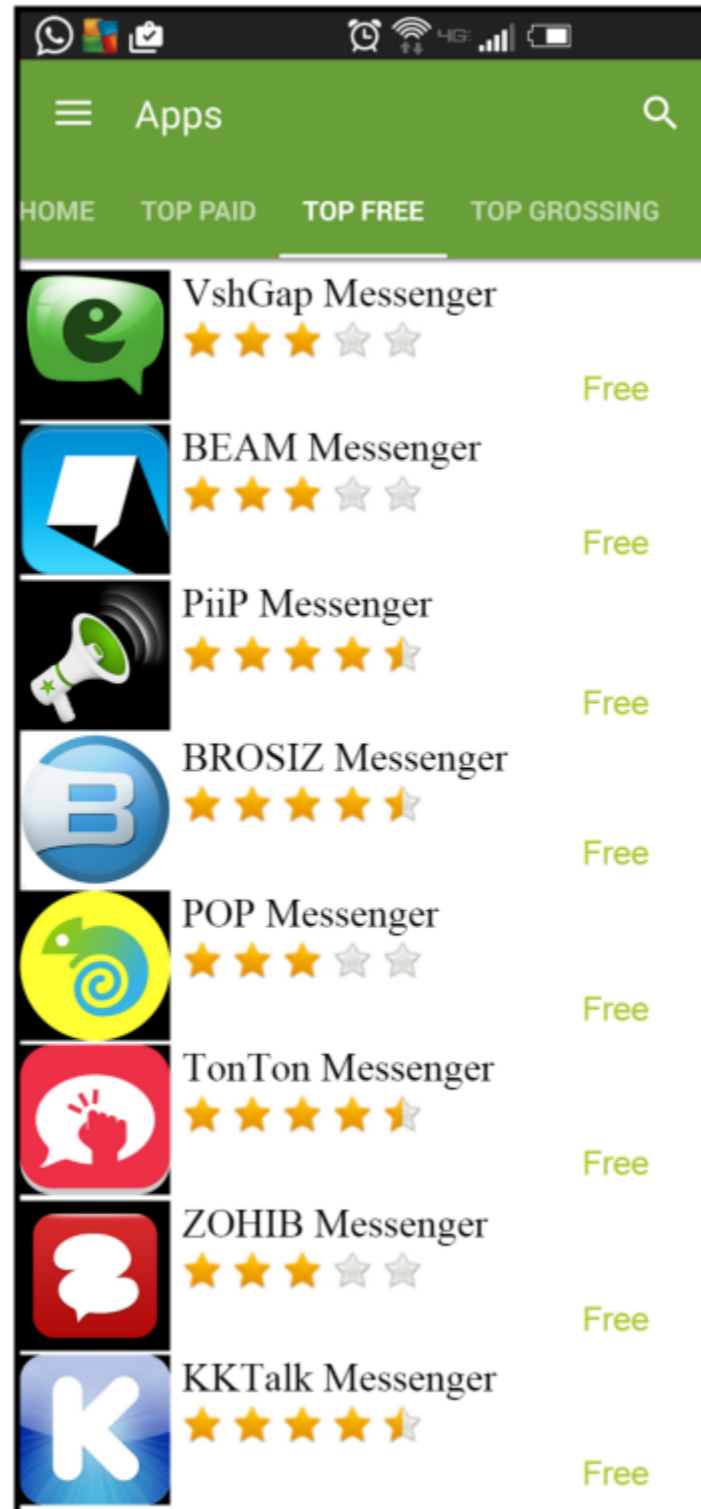 4G
Apps
HOME TOP PAID TOP FREE TOP GROSSING
VshGap Messenger
Free
BEAM Messenger
Free
PiiP Messenger
Free
BROSIZ Messenger
Free
POP Messenger
Free
TonTon Messenger
Free
ZOHIB Messenger
Free
KKTalk Messenger
Free